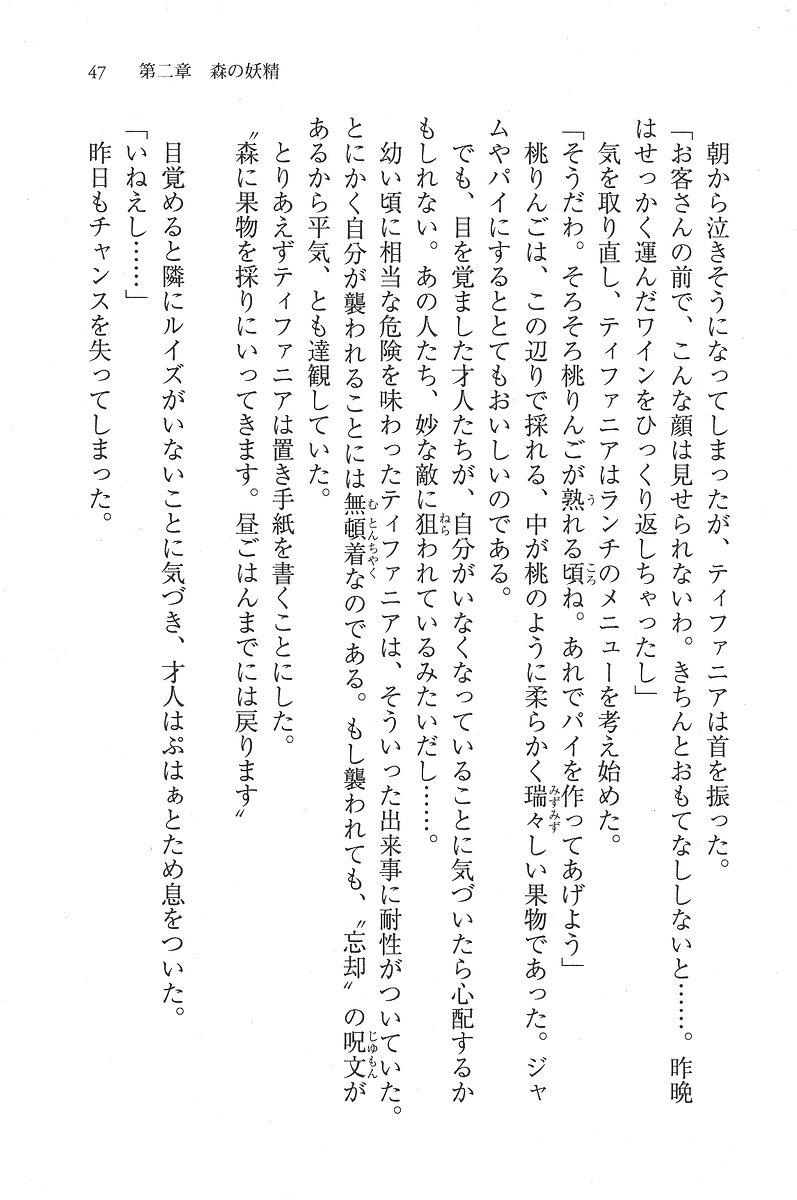 47　第二章　森の妖精
　朝から泣きそうになってしまったが、ティファニアは首を振った。
「お客さんの前で、こんな顔は見せられないわ。きちんとおもてなししないと……。昨晩
はせっかく運んだワインをひっくり返しちゃったし」
　気を取り直し、ティファニアはランチのメニューを考え始めた。
「そうだわ。そろそろ桃りんごが熟れる頃ね。あれでパイを作ってあげよう」
　桃りんごは、この辺りで採れる、中が桃のように柔らかく瑞々しい果物であった。ジャ
ムやパイにするととてもおいしいのである。
　でも、目を覚ました才人たちが、自分がいなくなっていることに気づいたら心配するか
もしれない。あの人たち、妙な敵に狙われているみたいだし……。
　幼い頃に相当な危険を味わったティファニアは、そういった出来事に耐性がついていた。
とにかく自分が襲われることには無頓着なのである。もし襲われても、〝忘却〟の呪文が
あるから平気、とも達観していた。
　とりあえずティファニアは置き手紙を書くことにした。
〝森に果物を採りにいってきます。昼ごはんまでには戻ります〟
　目覚めると隣にルイズがいないことに気づき、才人はぷはぁとため息をついた。
「いねえし……」
　昨日もチャンスを失ってしまった。